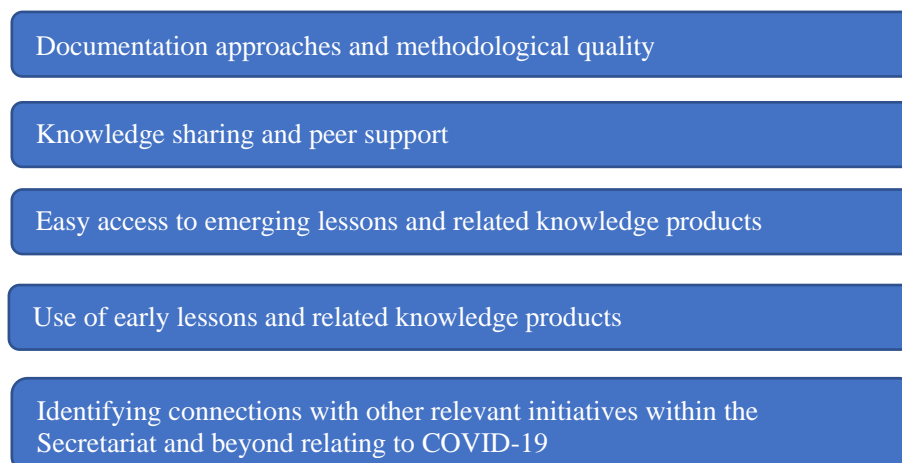 Documentation approaches and methodological quality
Knowledge sharing and peer support
Easy access to emerging lessons and related knowledge products
Use of early lessons and related knowledge products
Identifying connections with other relevant initiatives within the
Secretariat and beyond relating to COVID-19